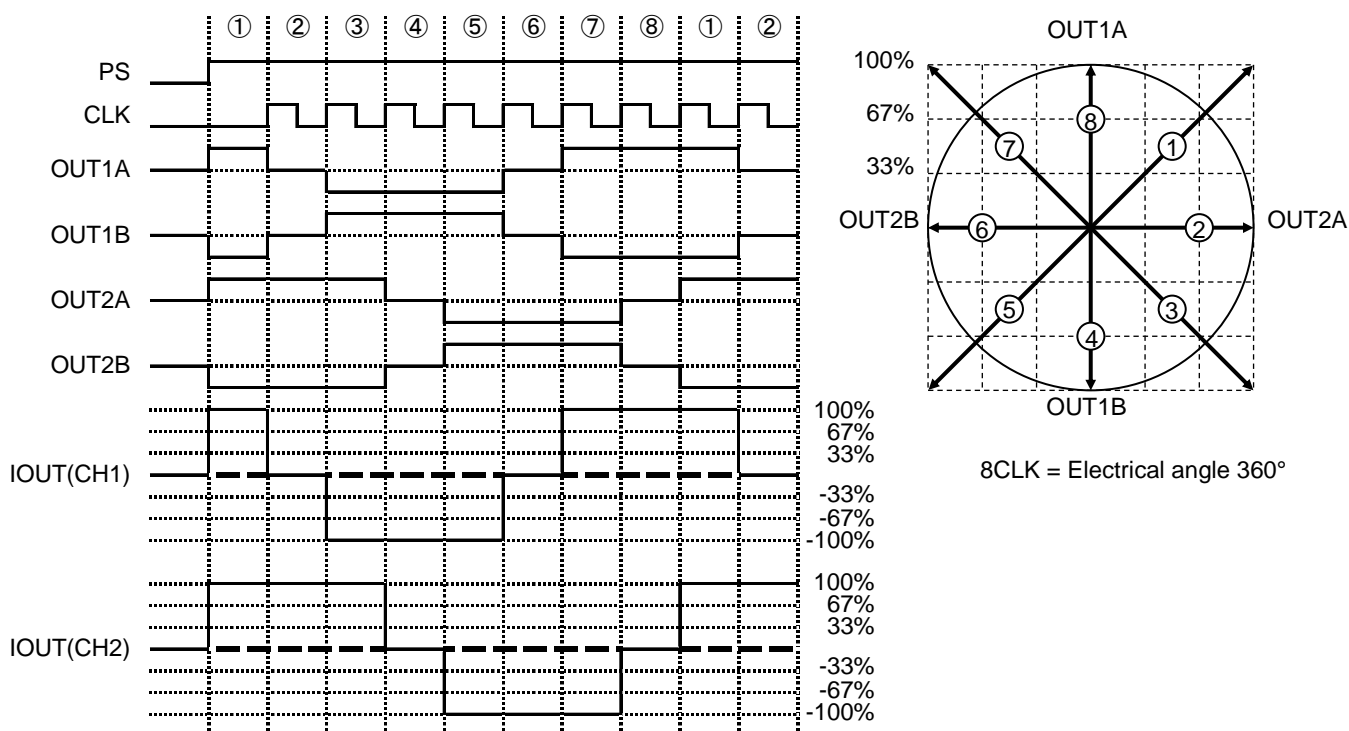 ① ② ③ ④ ⑤ ⑥ ⑦ ⑧ ① ②
PS
CLK
OUT1A
OUT1B
OUT2A
OUT2B
IOUT(CH1)
100%
67%
33%
-33%
-67%
-100%
IOUT(CH2)
100%
67%
33%
-33%
-67%
-100%
OUT1A
100%
67%
33%
OUT2B
OUT2A
OUT1B
⑧
⑦ ①
⑥ ②
⑤ ③
④
8CLK = Electrical angle 360°